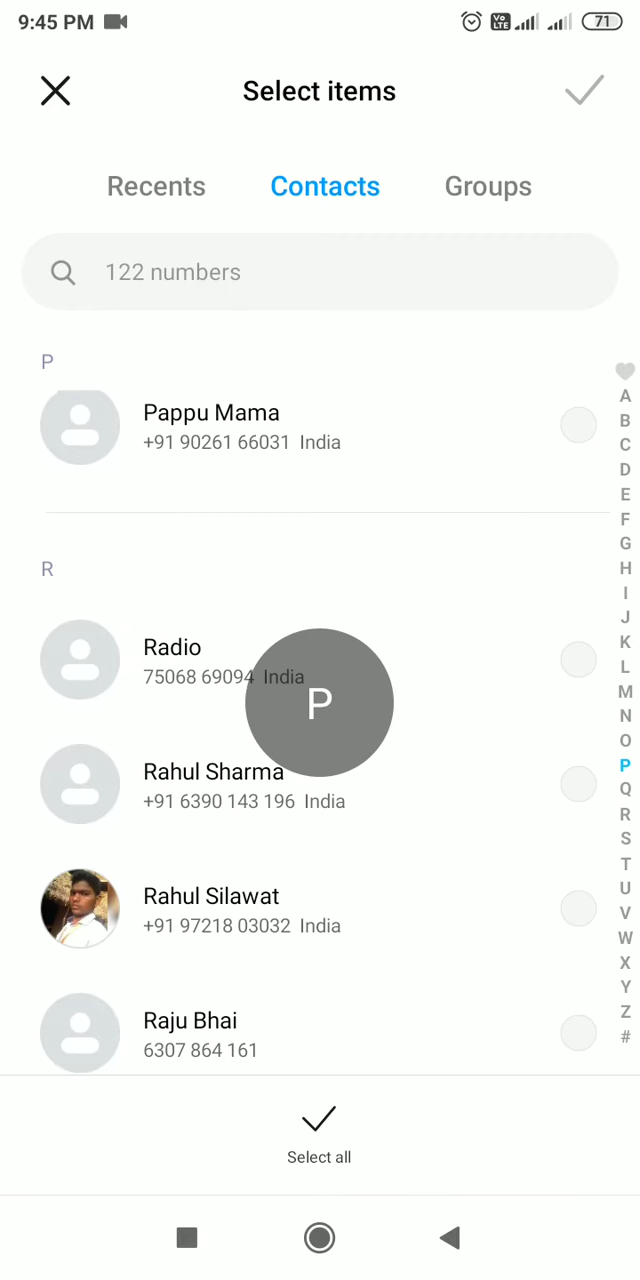 9:45 PM Vo LTE 71
Select items
Recents Contacts Groups
122 numbers
P
Pappu Mama
+91 90261 66031 India
R
Radio
75068 69094 India
P
Rahul Sharma
+91 6390 143 196 India
Rahul Silawat
+91 97218 03032 India
Raju Bhai
6307 864 161
A
B
C
D
E
F
G
H
I
J
K
L
M
N
O
P
Q
R
S
T
U
V
W
X
Y
Z
#
Select all